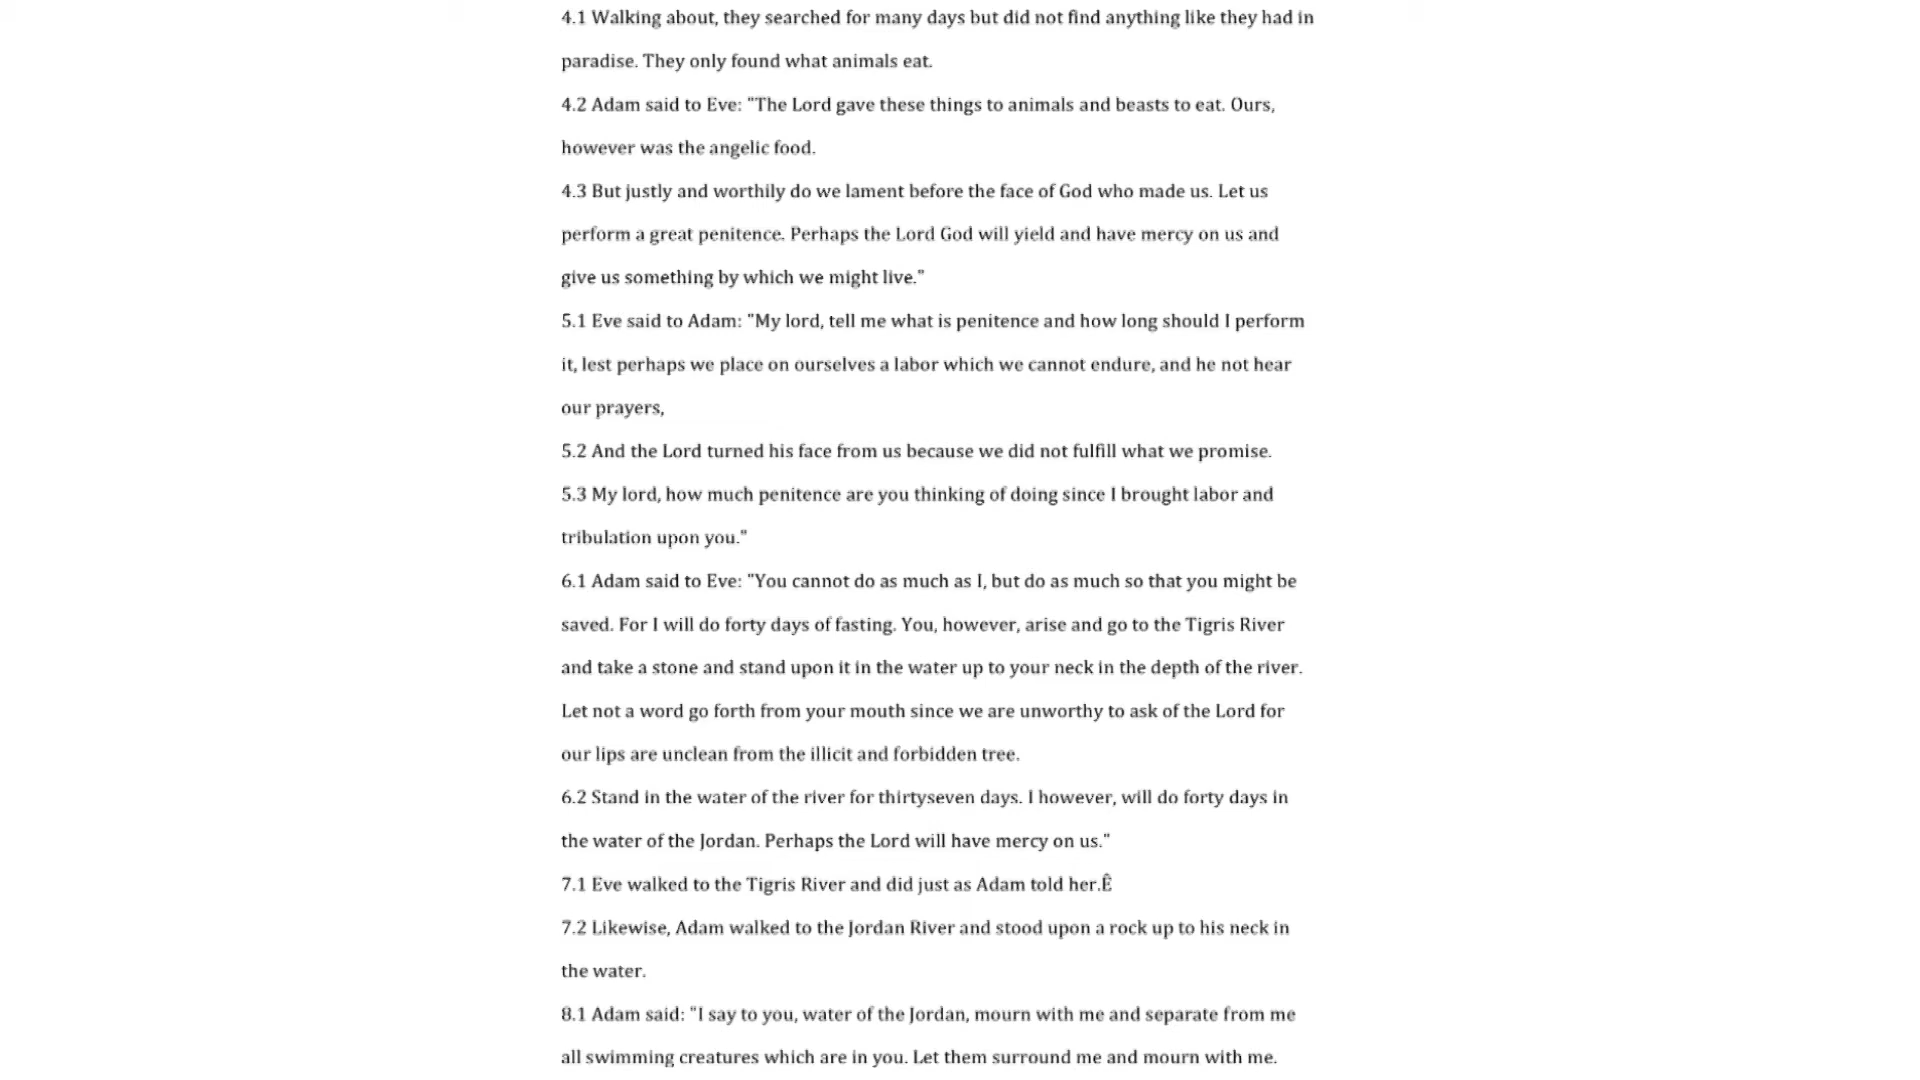 4.1 Walking about, they searched for many days but did not find anything like they had in
paradise. They only found what animals eat.
4.2 Adam said to Eve: "The Lord gave these things to animals and beasts to eat. Ours,
however was the angelic food.
4.3 But justly and worthily do we lament before the face of God who made us. Let us
perform a great penitence. Perhaps the Lord God will yield and have mercy on us and
give us something by which we might live."
5.1 Eve said to Adam: "My lord, tell me what is penitence and how long should I perform
it, lest perhaps we place on ourselves a labor which we cannot endure, and he not hear
our prayers,
5.2 And the Lord turned his face from us because we did not fulfill what we promise.
5.3 My lord, how much penitence are you thinking of doing since I brought labor and
tribulation upon you."
6.1 Adam said to Eve: "You cannot do as much as I, but do as much so that you might be
saved. For I will do forty days of fasting. You, however, arise and go to the Tigris River
and take a stone and stand upon it in the water up to your neck in the depth of the river.
Let not a word go forth from your mouth since we are unworthy to ask of the Lord for
our lips are unclean from the illicit and forbidden tree.
6.2 Stand in the water of the river for thirtyseven days. I however, will do forty days in
the water of the Jordan. Perhaps the Lord will have mercy on us."
7.1 Eve walked to the Tigris River and did just as Adam told her.Ê
7.2 Likewise, Adam walked to the Jordan River and stood upon a rock up to his neck in
the water.
8.1 Adam said: "I say to you, water of the Jordan, mourn with me and separate from me
all swimming creatures which are in you. Let them surround me and mourn with me.